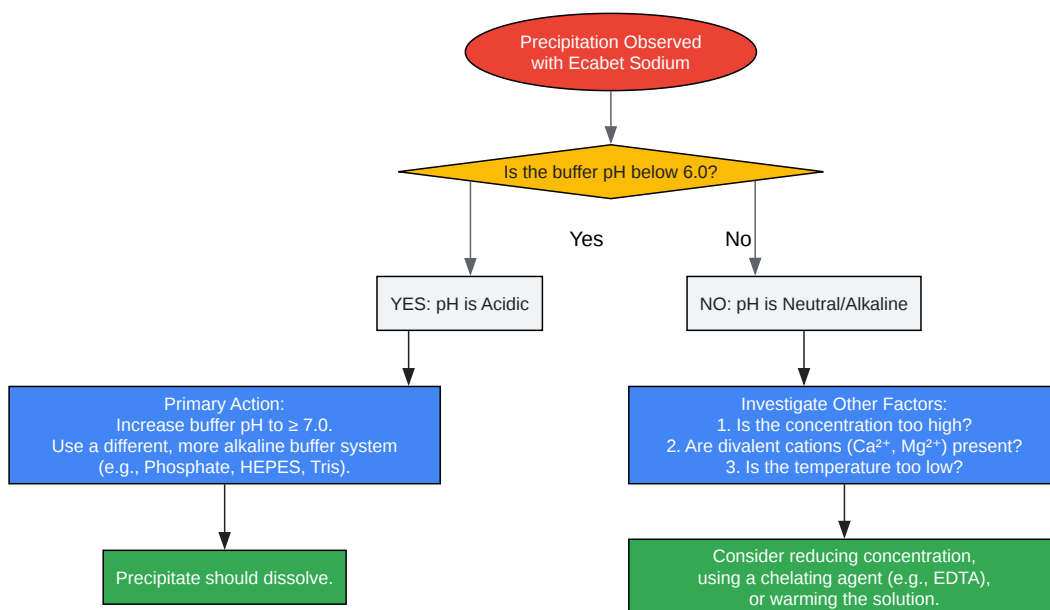 Precipitation Observed
with Ecabet Sodium
Is the buffer pH below 6.0?
Yes
No
YES: pH is Acidic
NO: pH is Neutral/Alkaline
Primary Action:
Increase buffer pH to ≥ 7.0.
Use a different, more alkaline buffer system
(e.g., Phosphate, HEPES, Tris).
Investigate Other Factors:
1. Is the concentration too high?
2. Are divalent cations (Ca²⁺, Mg²⁺) present?
3. Is the temperature too low?
Precipitate should dissolve.
Consider reducing concentration,
using a chelating agent (e.g., EDTA),
or warming the solution.